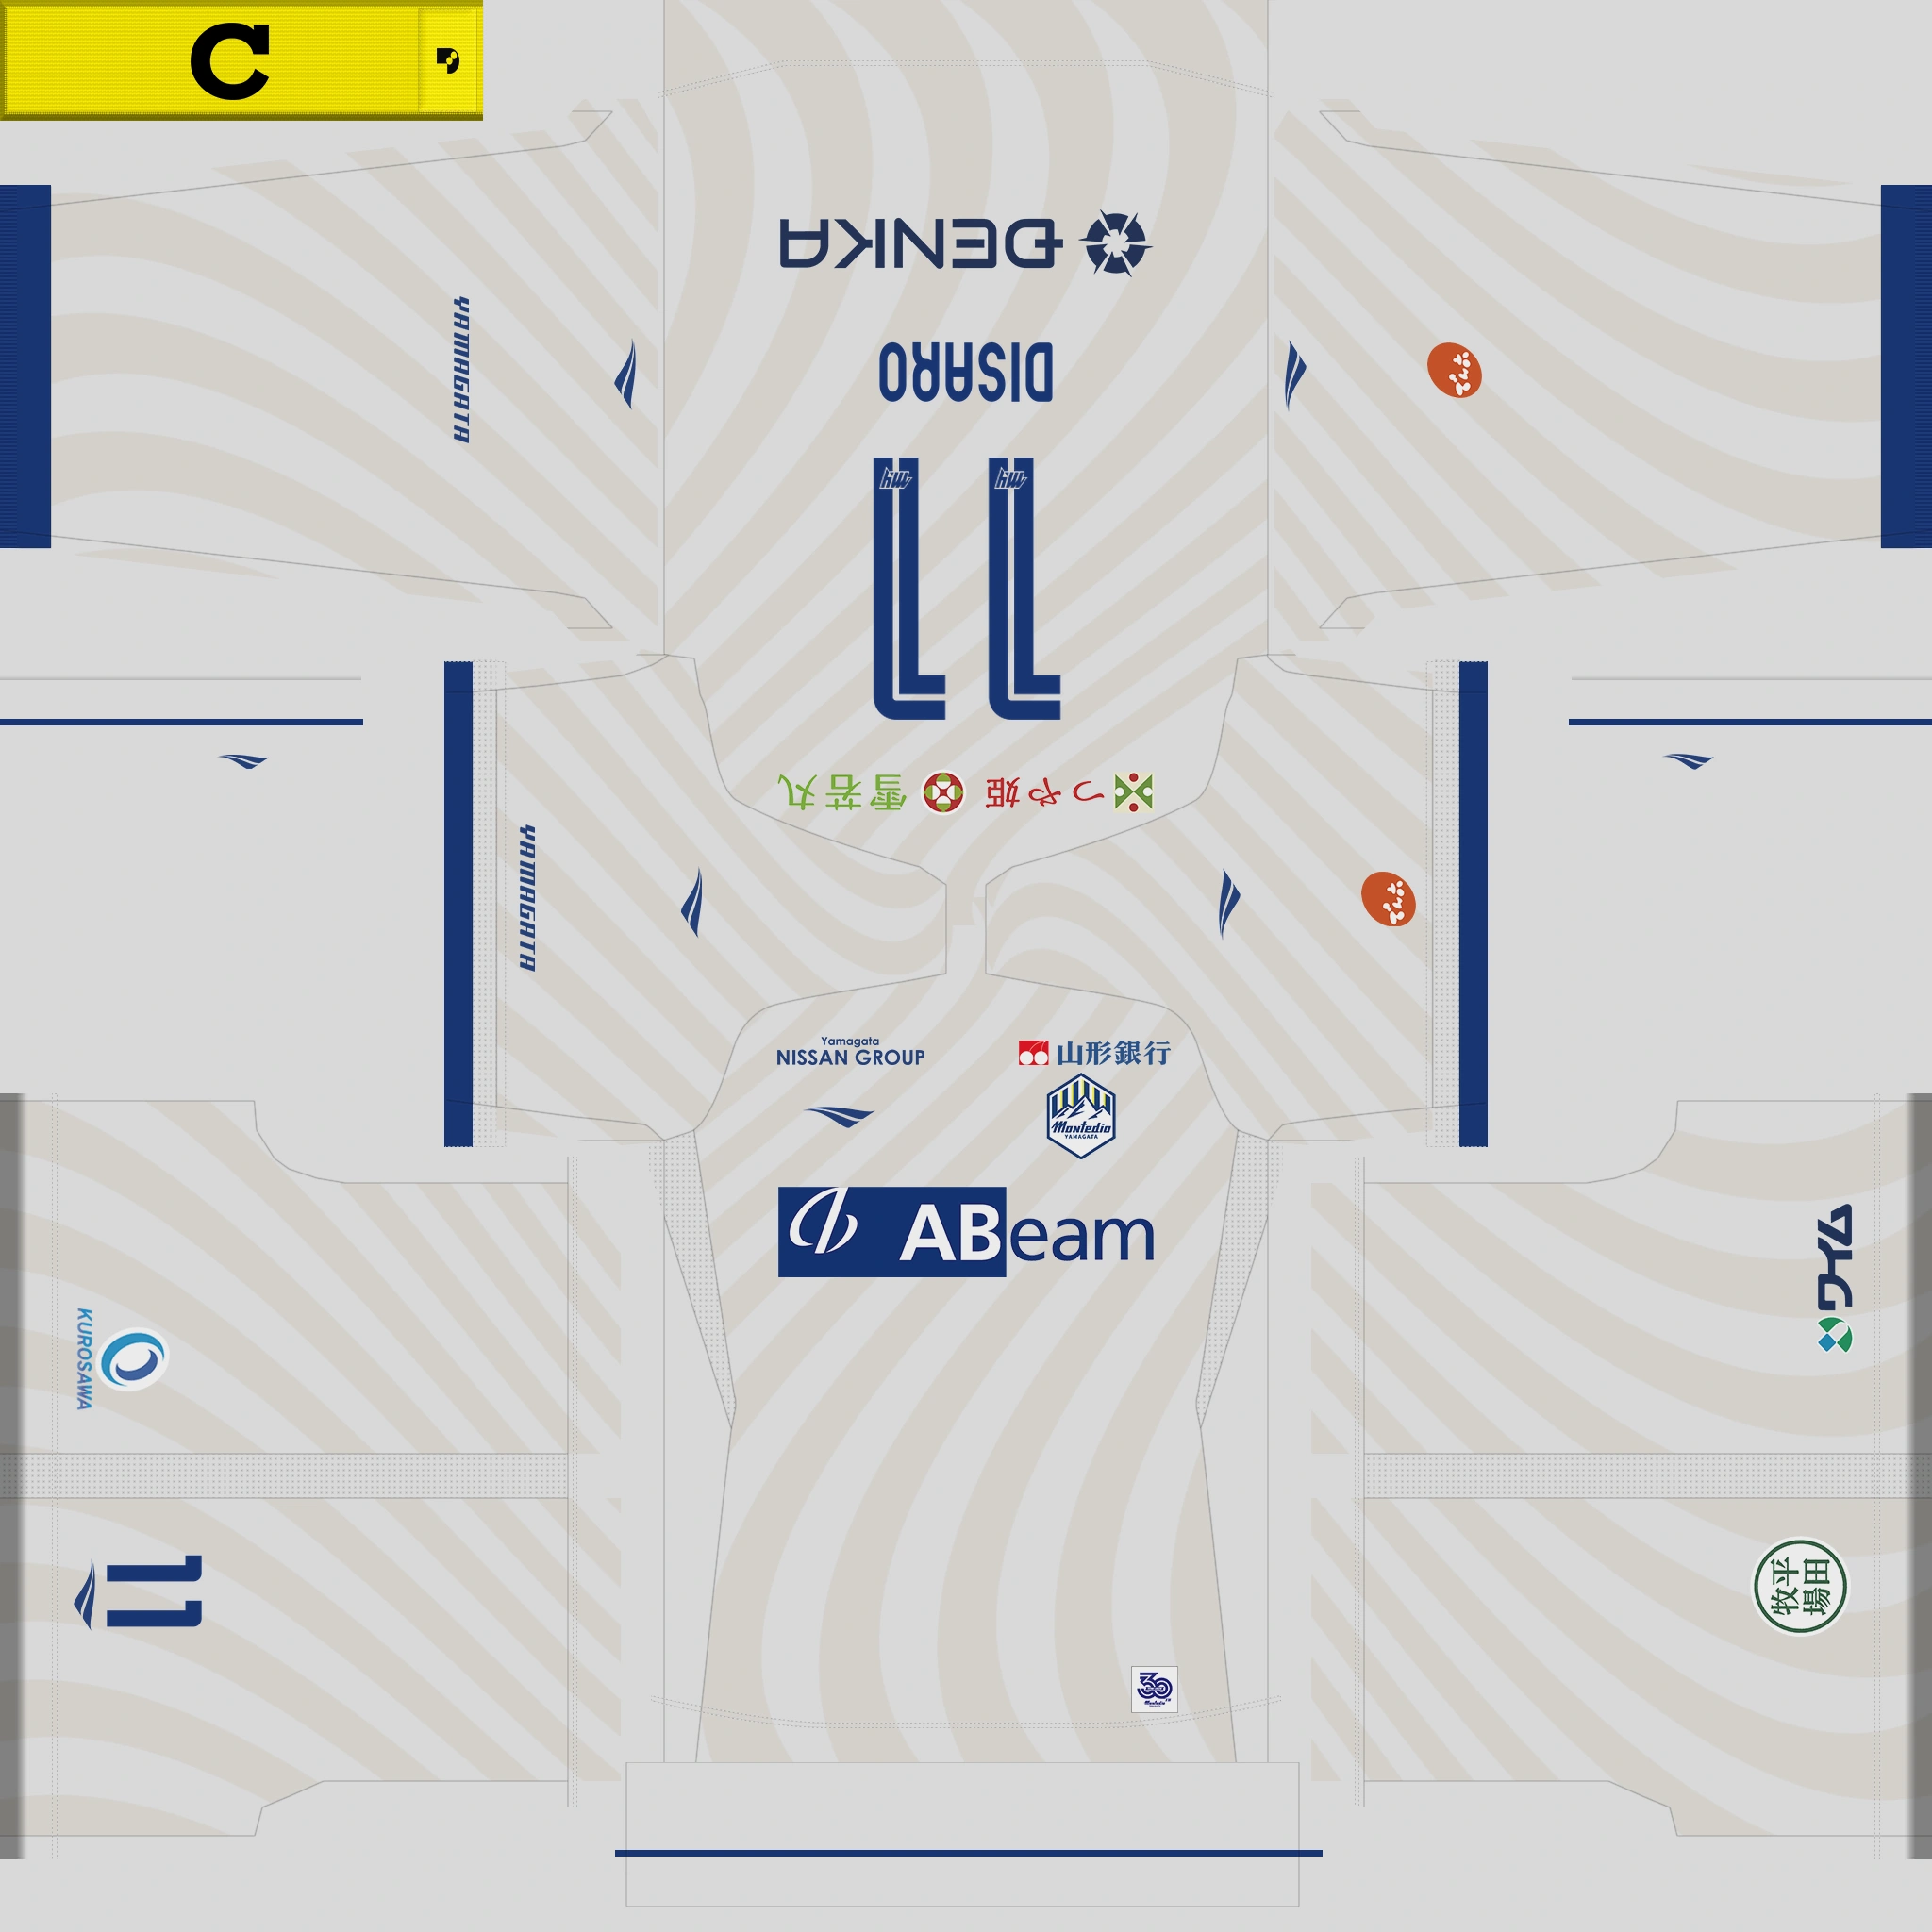 C
DENKA
DISARO
11
つや姫 雪若丸
YAMAGATA
YAMAGATA
Yamagata
NISSAN GROUP
山形銀行
Montedio
YAMAGATA
ABeam
KUROSAWA
ワイム
11
平田
牧場
30